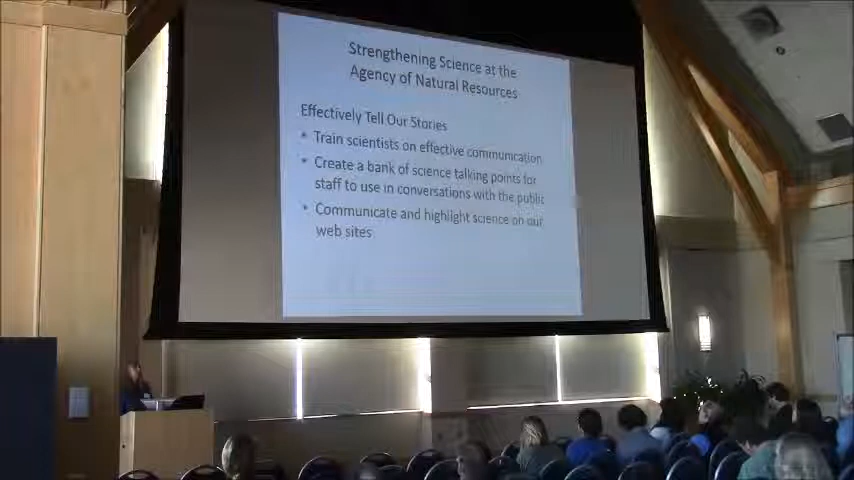 Strengthening Science at the
Agency of Natural Resources
Effectively Tell Our Stories
• Train scientists on effective communication
• Create a bank of science talking points for
staff to use in conversations with the public
• Communicate and highlight science on our
web sites